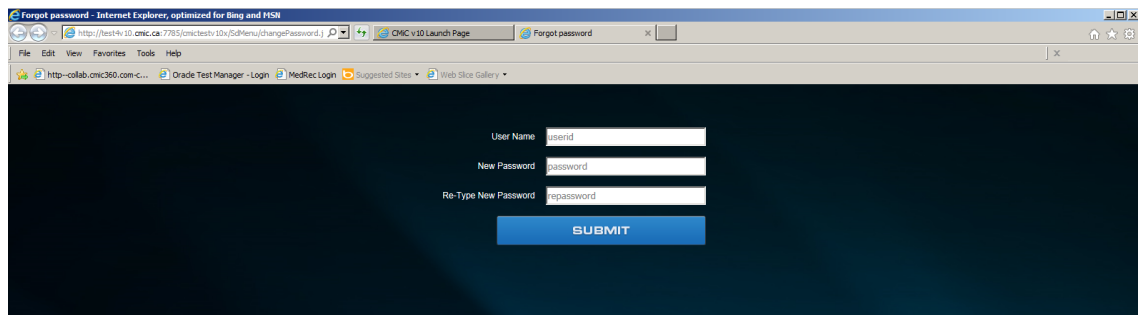 Forgot password - Internet Explorer, optimized for Bing and MSN
http://test4v10.cmic.ca:7785/cmictestv10x/SdMenu/changePassword.j CMiC v10 Launch Page Forgot password
File Edit View Favorites Tools Help
http--collab.cmic360.com-c... Oracle Test Manager - Login MedRec Login Suggested Sites Web Slice Gallery
User Name userid
New Password password
Re-Type New Password repassword
SUBMIT